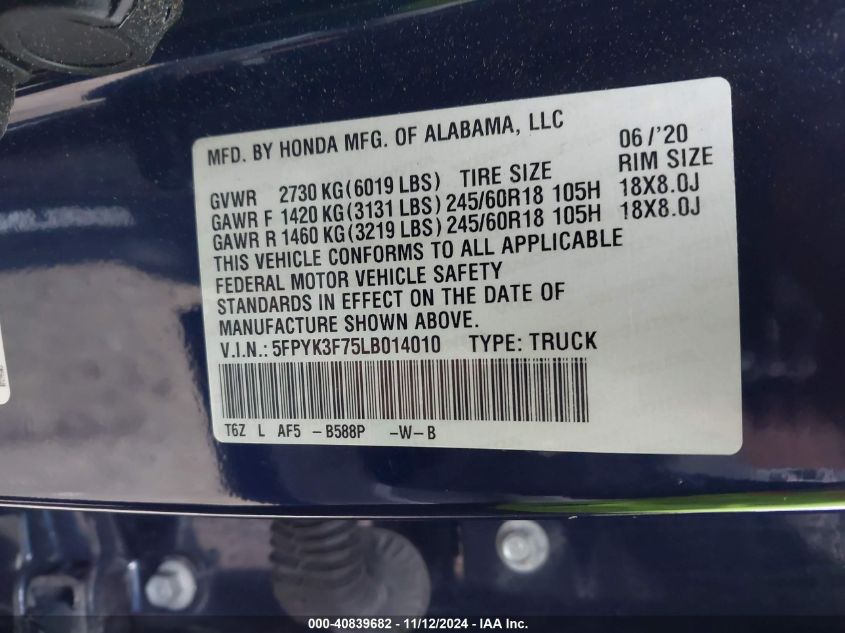 MFD. BY HONDA MFG. OF ALABAMA, LLC 06/'20
GVWR 2730 KG(6019 LBS) TIRE SIZE RIM SIZE
GAWR F 1420 KG(3131 LBS) 245/60R18 105H 18X8.0J
GAWR R 1460 KG(3219 LBS) 245/60R18 105H 18X8.0J
THIS VEHICLE CONFORMS TO ALL APPLICABLE
FEDERAL MOTOR VEHICLE SAFETY
STANDARDS IN EFFECT ON THE DATE OF
MANUFACTURE SHOWN ABOVE.
V.I.N.: 5FPYK3F75LB014010 TYPE: TRUCK
T6Z L AF5 -B588P -W-B
000-40839682 - 11/12/2024 - IAA Inc.